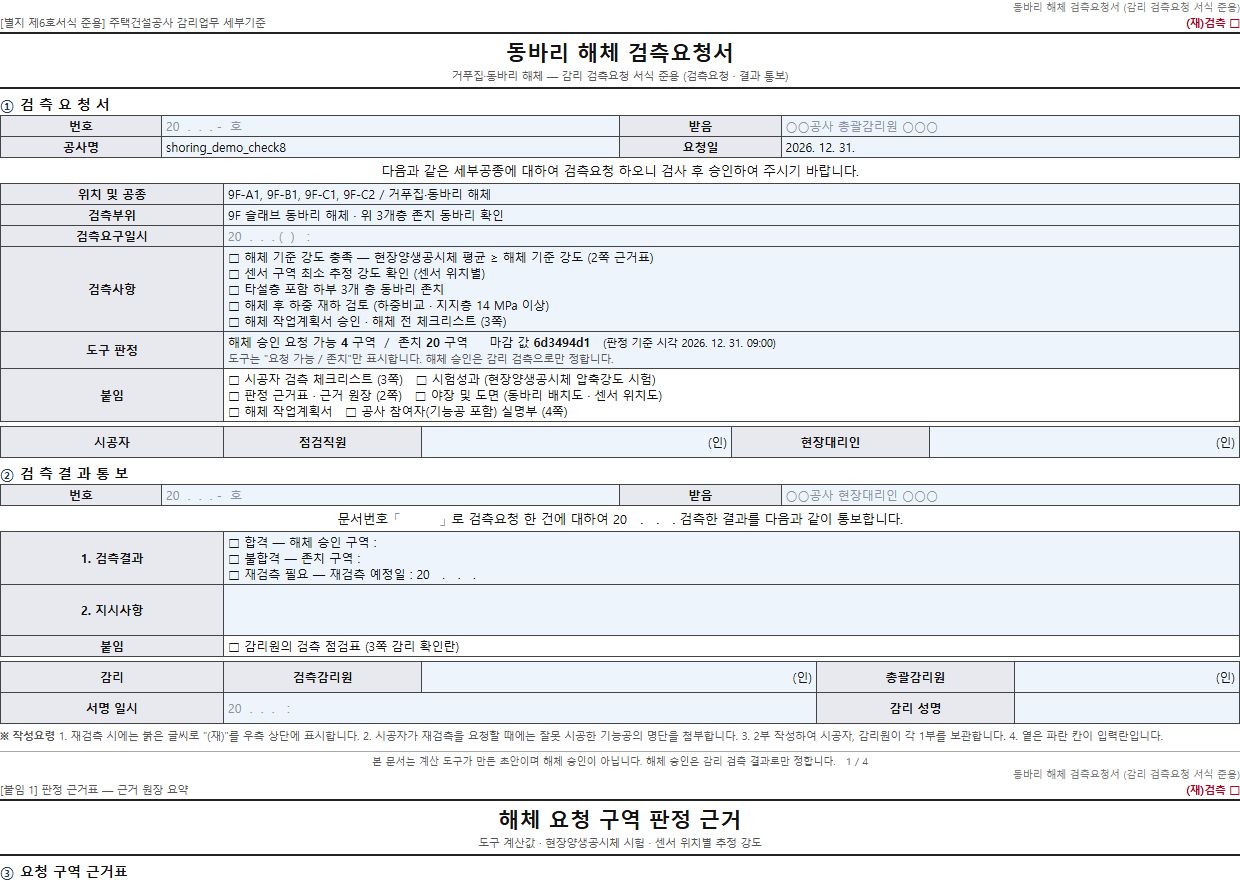 동바리 해체 검측요청서 (감리 검측요청 서식 준용)
[별지 제6호서식 준용] 주택건설공사 감리업무 세부기준
(재)검측 □
동바리 해체 검측요청서
거푸집·동바리 해체 — 감리 검측요청 서식 준용 (검측요청 · 결과 통보)
① 검 측 요 청 서
번호 20 . . . - 호 받음 ○○공사 총괄감리원 ○○○
공사명 shoring_demo_check8 요청일 2026. 12. 31.
다음과 같은 세부공종에 대하여 검측요청 하오니 검사 후 승인하여 주시기 바랍니다.
위치 및 공종 9F-A1, 9F-B1, 9F-C1, 9F-C2 / 거푸집·동바리 해체
검측부위 9F 슬래브 동바리 해체 · 위 3개층 존치 동바리 확인
검측요구일시 20 . . . ( ) :
검측사항
□ 해체 기준 강도 충족 — 현장양생공시체 평균 ≥ 해체 기준 강도 (2쪽 근거표)
□ 센서 구역 최소 추정 강도 확인 (센서 위치별)
□ 타설층 포함 하부 3개 층 동바리 존치
□ 해체 후 하중 재하 검토 (하중비교 · 지지층 14 MPa 이상)
□ 해체 작업계획서 승인 · 해체 전 체크리스트 (3쪽)
도구 판정
해체 승인 요청 가능 4 구역 / 존치 20 구역 마감 값 6d3494d1 (판정 기준 시각 2026. 12. 31. 09:00)
도구는 "요청 가능 / 존치"만 표시합니다. 해체 승인은 감리 검측으로만 정합니다.
붙임
□ 시공자 검측 체크리스트 (3쪽) □ 시험성과 (현장양생공시체 압축강도 시험)
□ 판정 근거표 · 근거 원장 (2쪽) □ 야장 및 도면 (동바리 배치도 · 센서 위치도)
□ 해체 작업계획서 □ 공사 참여자(기능공 포함) 실명부 (4쪽)
시공자 점검직원 (인) 현장대리인 (인)
② 검 측 결 과 통 보
번호 20 . . . - 호 받음 ○○공사 현장대리인 ○○○
문서번호「 」로 검측요청 한 건에 대하여 20 . . . 검측한 결과를 다음과 같이 통보합니다.
1. 검측결과
□ 합격 — 해체 승인 구역 :
□ 불합격 — 존치 구역 :
□ 재검측 필요 — 재검측 예정일 : 20 . . .
2. 지시사항
붙임 □ 감리원의 검측 점검표 (3쪽 감리 확인란)
감리 검측감리원 (인) 총괄감리원 (인)
서명 일시 20 . . . : 감리 성명
※ 작성요령 1. 재검측 시에는 붉은 글씨로 "(재)"를 우측 상단에 표시합니다. 2. 시공자가 재검측을 요청할 때에는 잘못 시공한 기능공의 명단을 첨부합니다. 3. 2부 작성하여 시공자, 감리원이 각 1부를 보관합니다. 4. 옅은 파란 칸이 입력란입니다.
본 문서는 계산 도구가 만든 초안이며 해체 승인이 아닙니다. 해체 승인은 감리 검측 결과로만 정합니다. 1 / 4
동바리 해체 검측요청서 (감리 검측요청 서식 준용)
[붙임 1] 판정 근거표 — 근거 원장 요약
(재)검측 □
해체 요청 구역 판정 근거
도구 계산값 · 현장양생공시체 시험 · 센서 위치별 추정 강도
③ 요청 구역 근거표